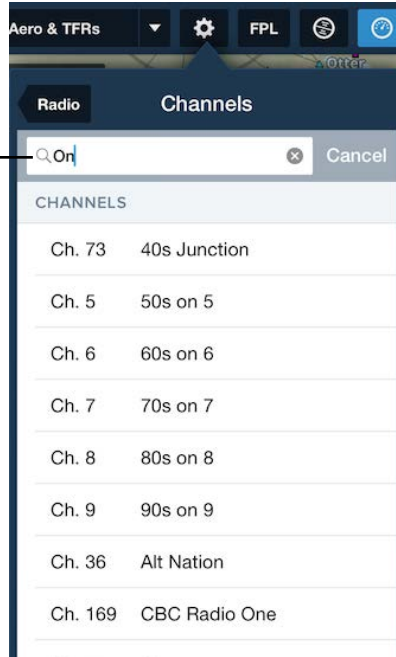 Aero & TFRs FPL
Otter
Radio Channels
On Cancel
CHANNELS
Ch. 73 40s Junction
Ch. 5 50s on 5
Ch. 6 60s on 6
Ch. 7 70s on 7
Ch. 8 80s on 8
Ch. 9 90s on 9
Ch. 36 Alt Nation
Ch. 169 CBC Radio One